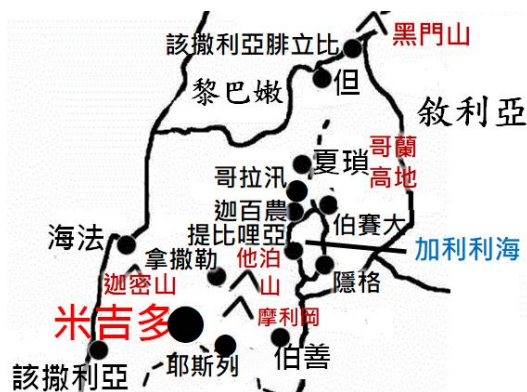 黑門山
該撒利亞腓立比
但
黎巴嫩
敘利亞
夏瑣
哥蘭
高地
哥拉汛
迦百農
伯賽大
提比哩亞
海法
加利利海
拿撒勒
他泊
山
隱格
迦密山
米吉多
摩利岡
伯善
耶斯列
該撒利亞